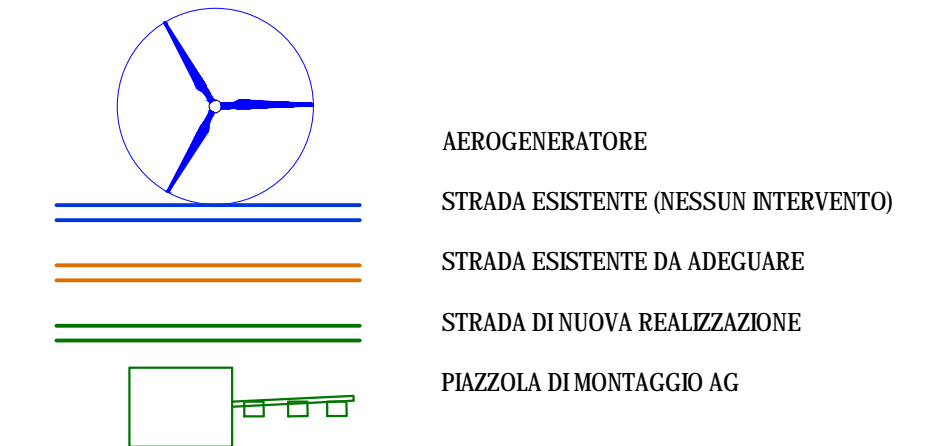 AEROGENERATORE
STRADA ESISTENTE (NESSUN INTERVENTO)
STRADA ESISTENTE DA ADEGUARE
STRADA DI NUOVA REALIZZAZIONE
PIAZZOLA DI MONTAGGIO AG